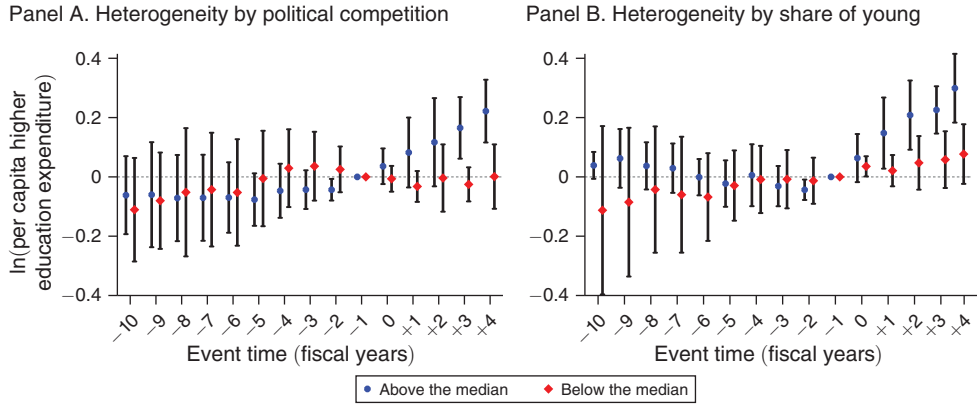 Panel A. Heterogeneity by political competition
ln(per capita higher
education expenditure)
0.4
0.2
0
−0.2
−0.4
−10 −9 −8 −7 −6 −5 −4 −3 −2 −1 0 +1 +2 +3 +4
Event time (fiscal years)
Panel B. Heterogeneity by share of young
0.4
0.2
0
−0.2
−0.4
−10 −9 −8 −7 −6 −5 −4 −3 −2 −1 0 +1 +2 +3 +4
Event time (fiscal years)
Above the median Below the median